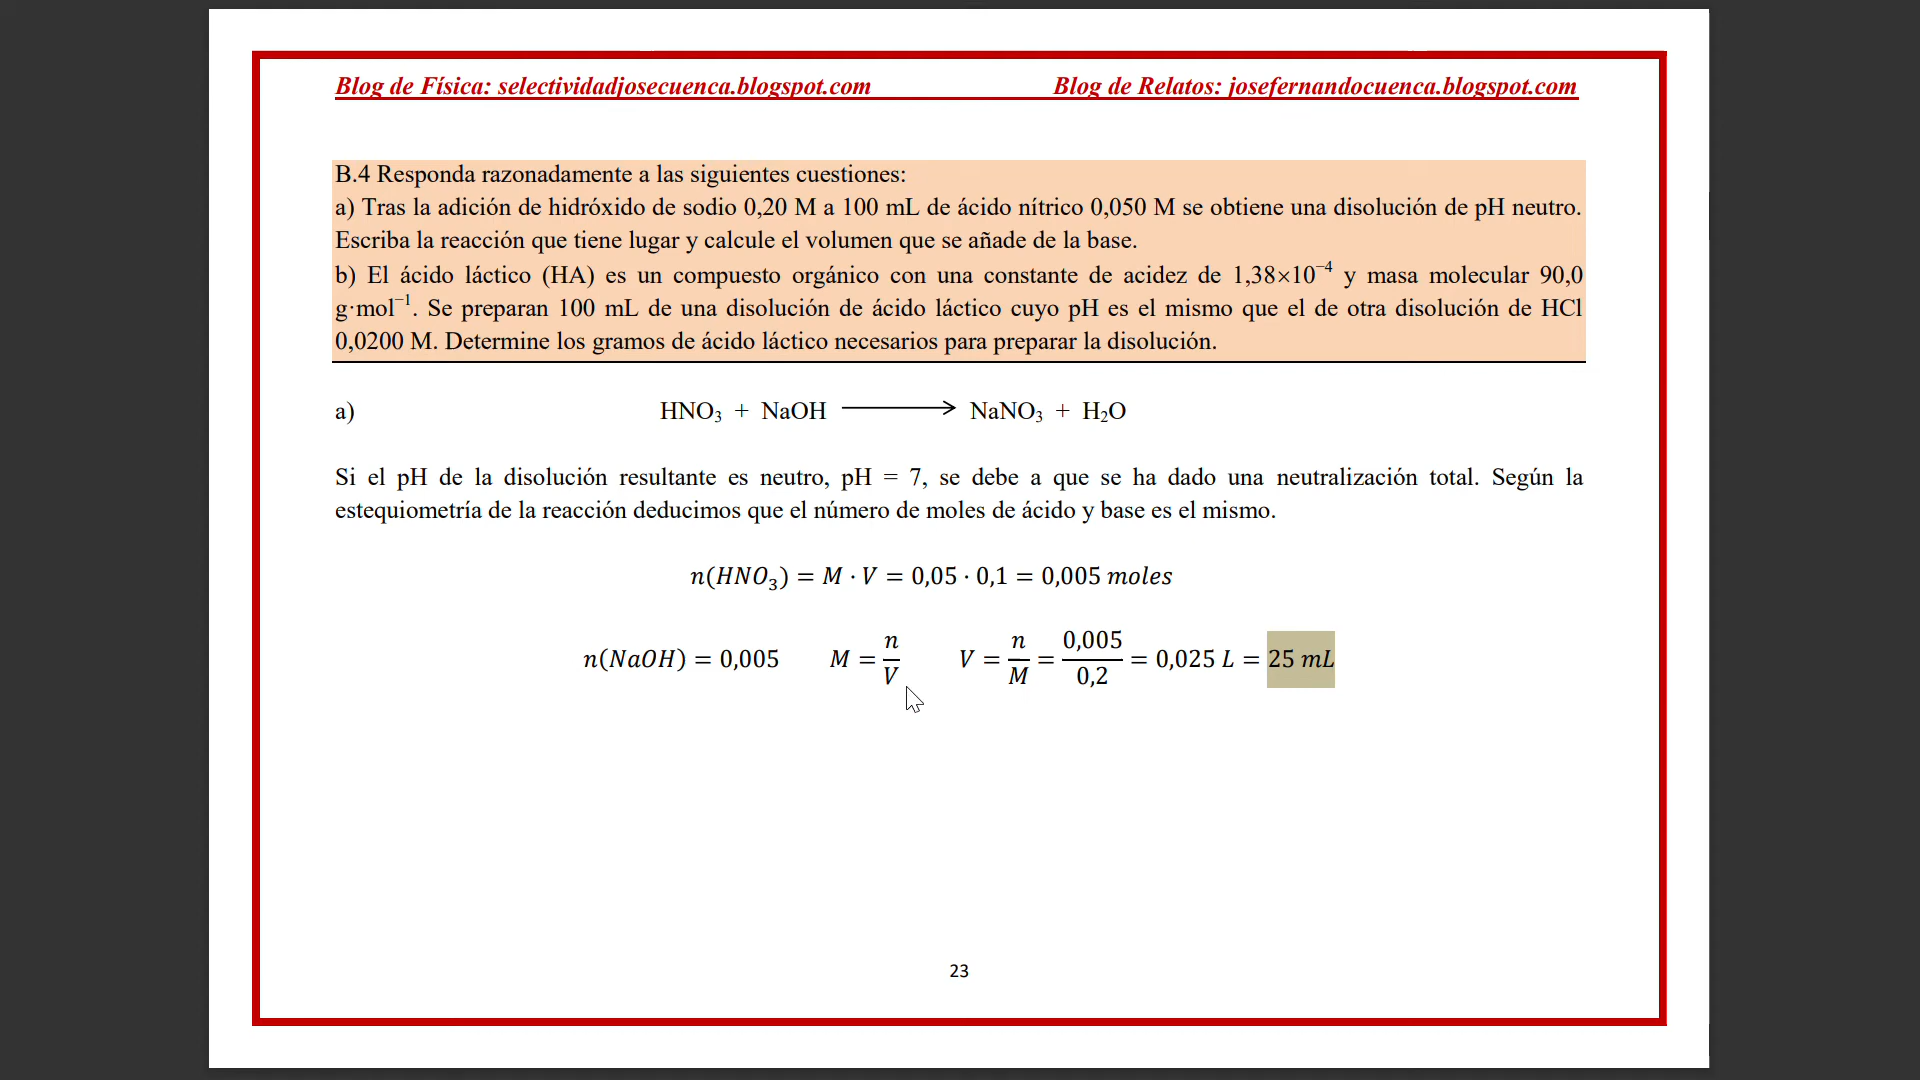 Blog de Física: selectividadjosecuenca.blogspot.com Blog de Relatos: josefernandocuenca.blogspot.com
B.4 Responda razonadamente a las siguientes cuestiones:
a) Tras la adición de hidróxido de sodio 0,20 M a 100 mL de ácido nítrico 0,050 M se obtiene una disolución de pH neutro.
Escriba la reacción que tiene lugar y calcule el volumen que se añade de la base.
b) El ácido láctico (HA) es un compuesto orgánico con una constante de acidez de 1,38×10⁻⁴ y masa molecular 90,0
g·mol⁻¹. Se preparan 100 mL de una disolución de ácido láctico cuyo pH es el mismo que el de otra disolución de HCl
0,0200 M. Determine los gramos de ácido láctico necesarios para preparar la disolución.
a) HNO₃ + NaOH ⟶ NaNO₃ + H₂O
Si el pH de la disolución resultante es neutro, pH = 7, se debe a que se ha dado una neutralización total. Según la
estequiometría de la reacción deducimos que el número de moles de ácido y base es el mismo.
n(HNO₃) = M · V = 0,05 · 0,1 = 0,005 moles
n(NaOH) = 0,005 M = n/V V = n/M = 0,005/0,2 = 0,025 L = 25 mL
23